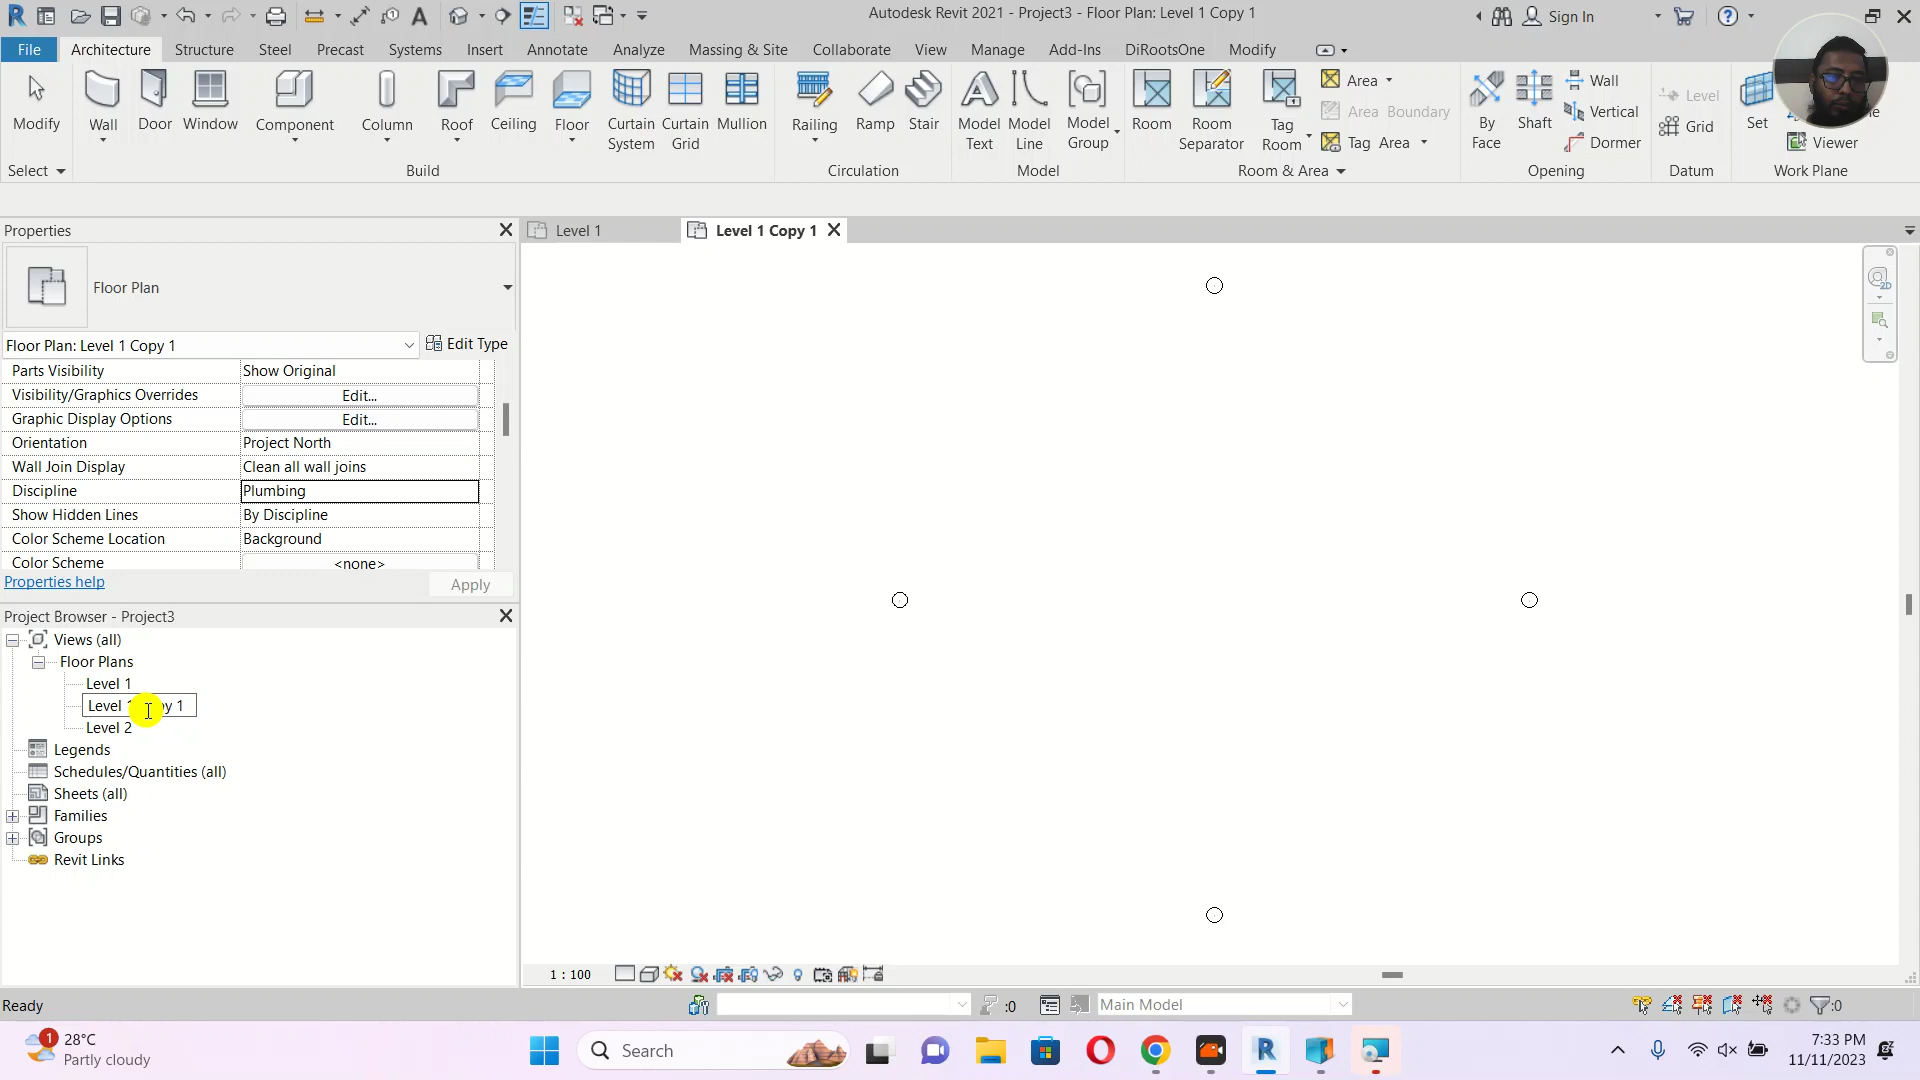 Autodesk Revit 2021 - Project3 - Floor Plan: Level 1 Copy 1
Sign In
File Architecture Structure Steel Precast Systems Insert Annotate Analyze Massing & Site Collaborate View Manage Add-Ins DiRootsOne Modify
Modify
Wall
Door
Window
Component
Column
Roof
Ceiling
Floor
Curtain System
Curtain Grid
Mullion
Railing
Ramp
Stair
Model Text
Model Line
Model Group
Room
Room Separator
Tag Room
Area
Area Boundary
Tag Area
By Face
Shaft
Wall
Vertical
Dormer
Level
Grid
Set
Viewer
Select
Build
Circulation
Model
Room & Area
Opening
Datum
Work Plane
Properties
Level 1
Level 1 Copy 1
Floor Plan
Floor Plan: Level 1 Copy 1
Edit Type
Parts Visibility Show Original
Visibility/Graphics Overrides Edit...
Graphic Display Options Edit...
Orientation Project North
Wall Join Display Clean all wall joins
Discipline Plumbing
Show Hidden Lines By Discipline
Color Scheme Location Background
Color Scheme <none>
Properties help
Apply
2D
Project Browser - Project3
Views (all)
Floor Plans
Level 1
Level 1 Copy 1
Level 2
Legends
Schedules/Quantities (all)
Sheets (all)
Families
Groups
Revit Links
1 : 100
Ready
:0
Main Model
:0
1
28°C
Partly cloudy
Search
7:33 PM
11/11/2023